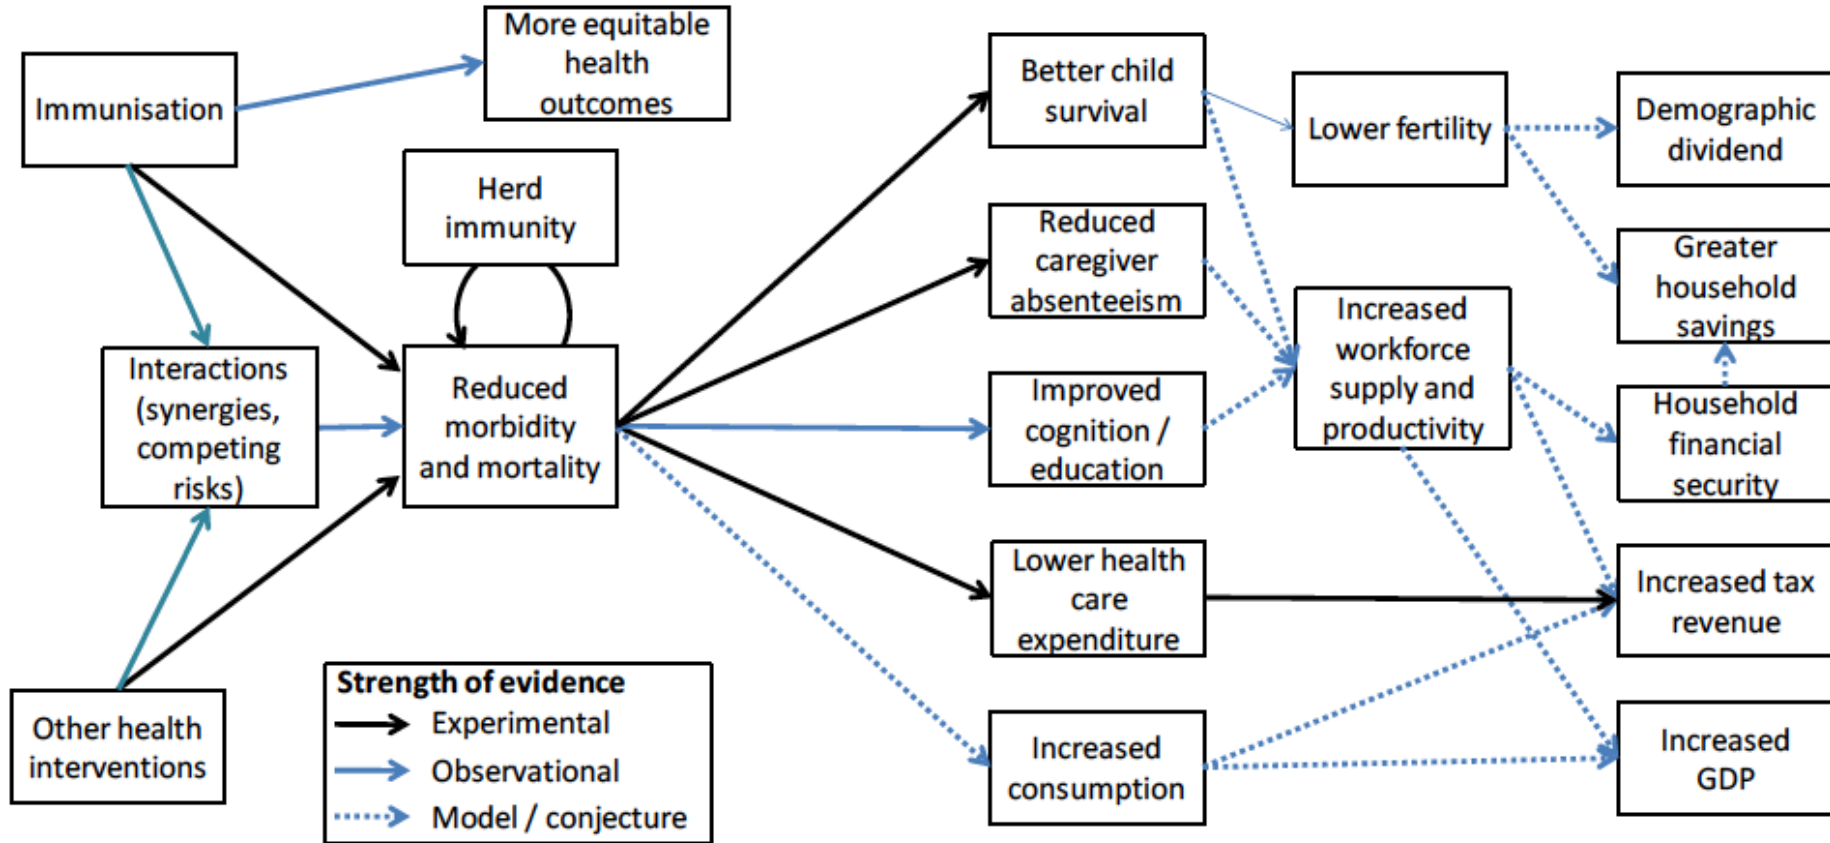 Immunisation
More equitable
health
outcomes
Herd
immunity
Interactions
(synergies,
competing
risks)
Reduced
morbidity
and mortality
Other health
interventions
Strength of evidence
Experimental
Observational
Model / conjecture
Better child
survival
Reduced
caregiver
absenteeism
Improved
cognition /
education
Lower health
care
expenditure
Increased
consumption
Lower fertility
Increased
workforce
supply and
productivity
Demographic
dividend
Greater
household
savings
Household
financial
security
Increased tax
revenue
Increased
GDP